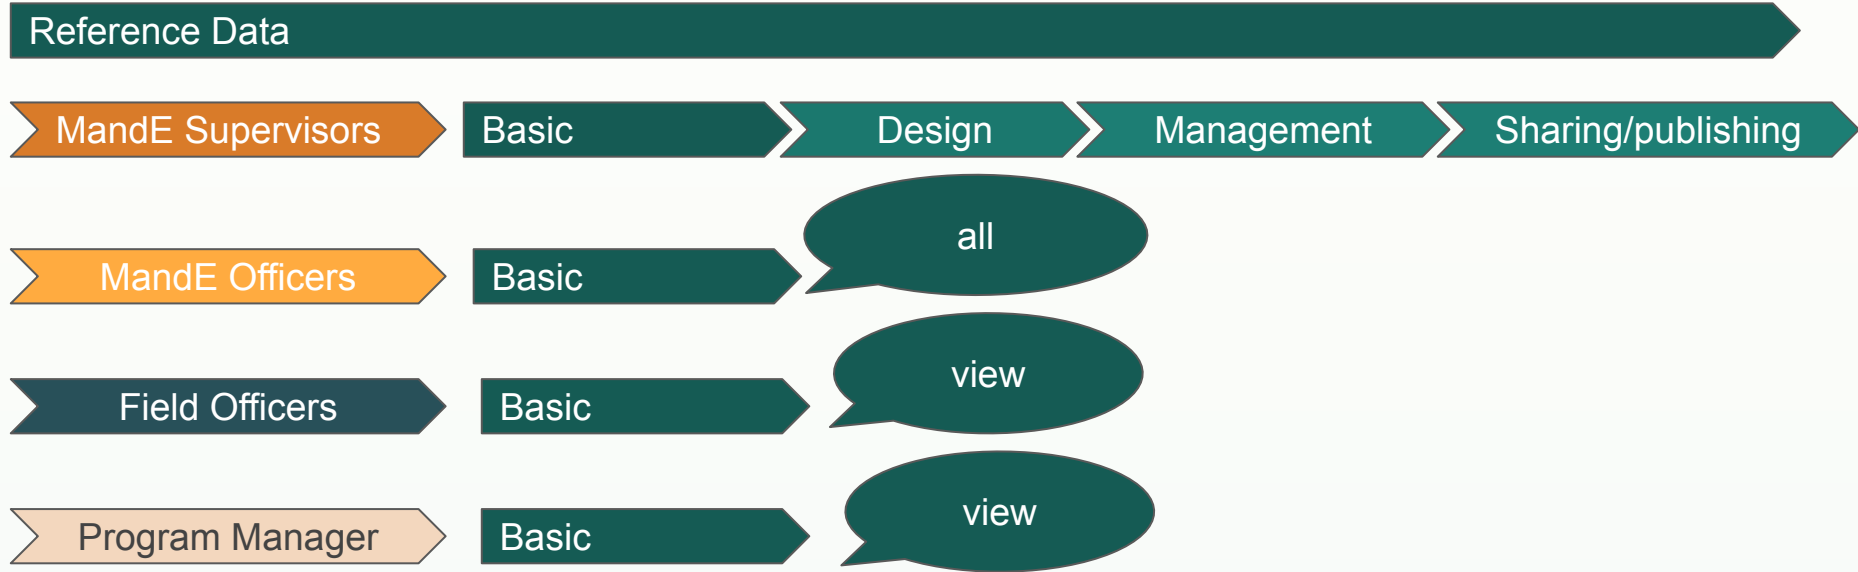 Reference Data
MandE Supervisors Basic Design Management Sharing/publishing
all
MandE Officers Basic
view
Field Officers Basic
view
Program Manager Basic